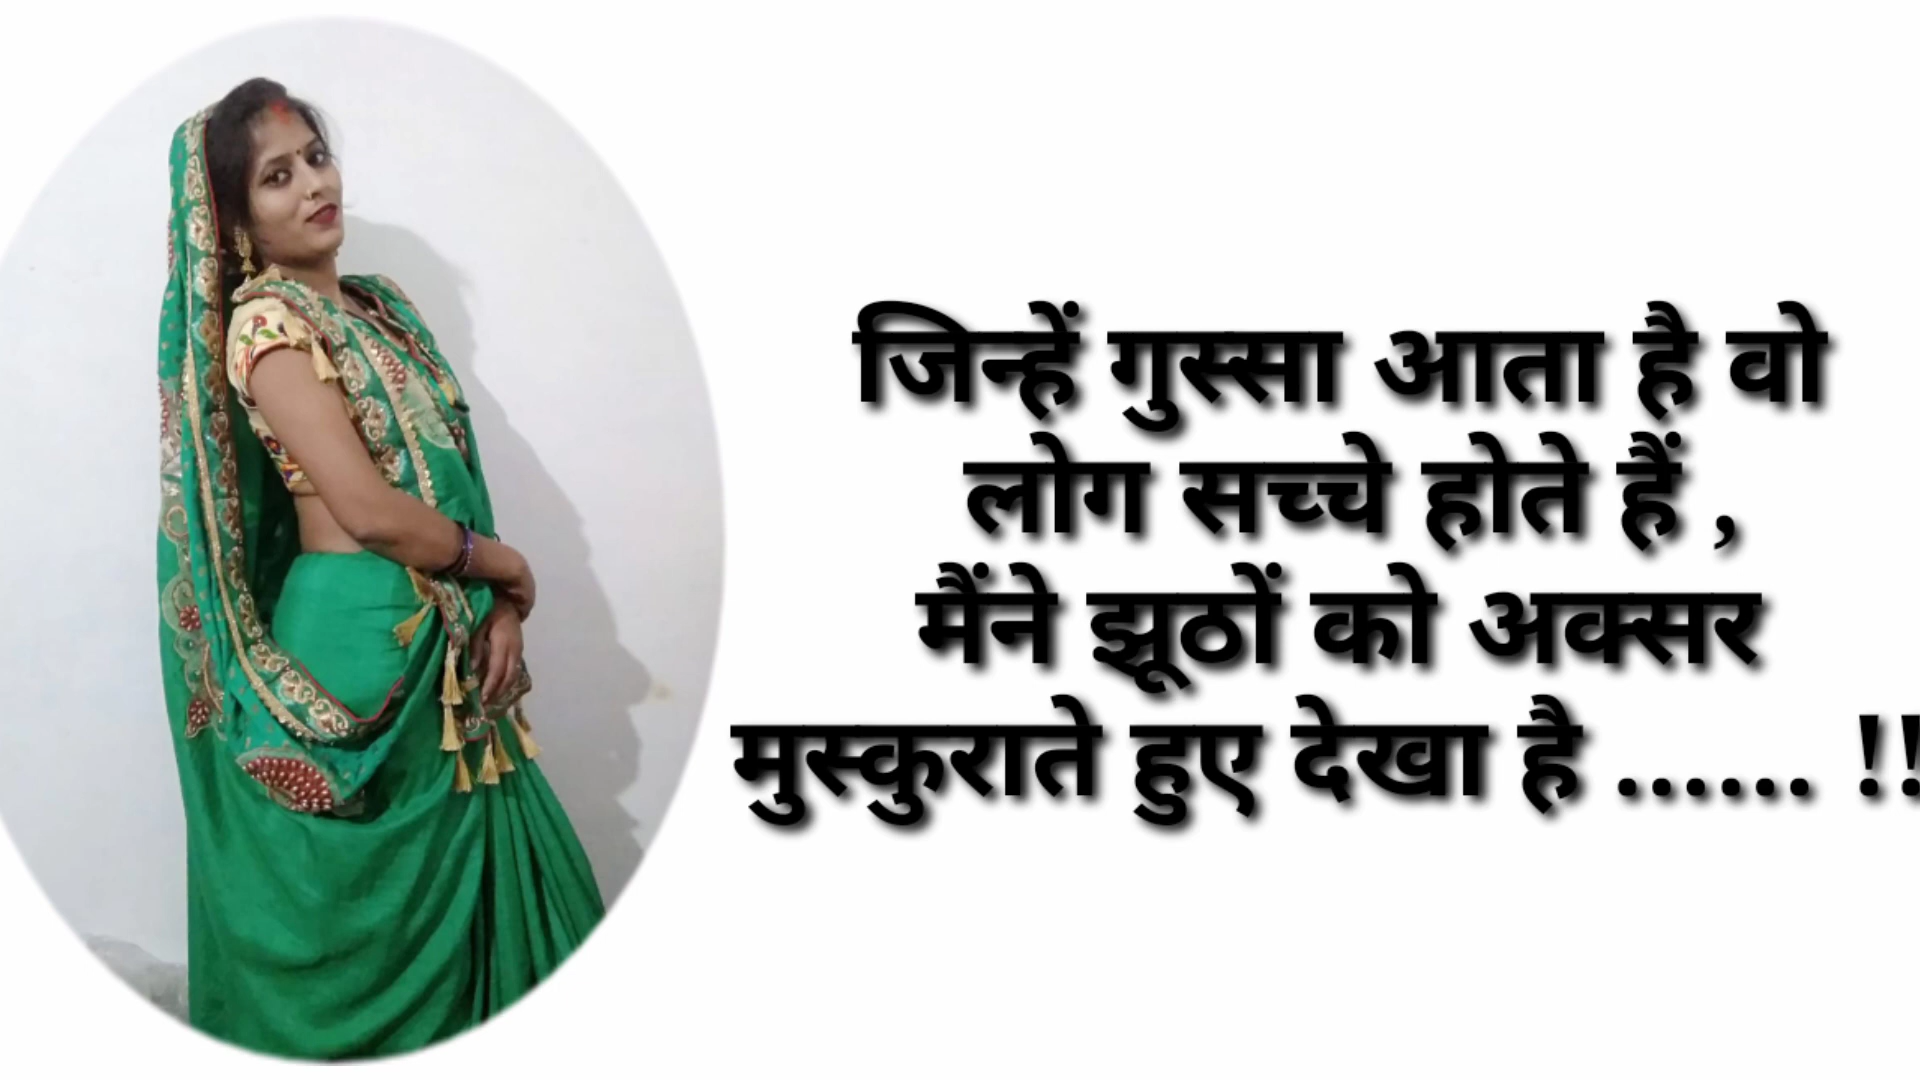 जिन्हें गुस्सा आता है वो
लोग सच्चे होते हैं ,
मैंने झूठों को अक्सर
मुस्कुराते हुए देखा है ...... !!